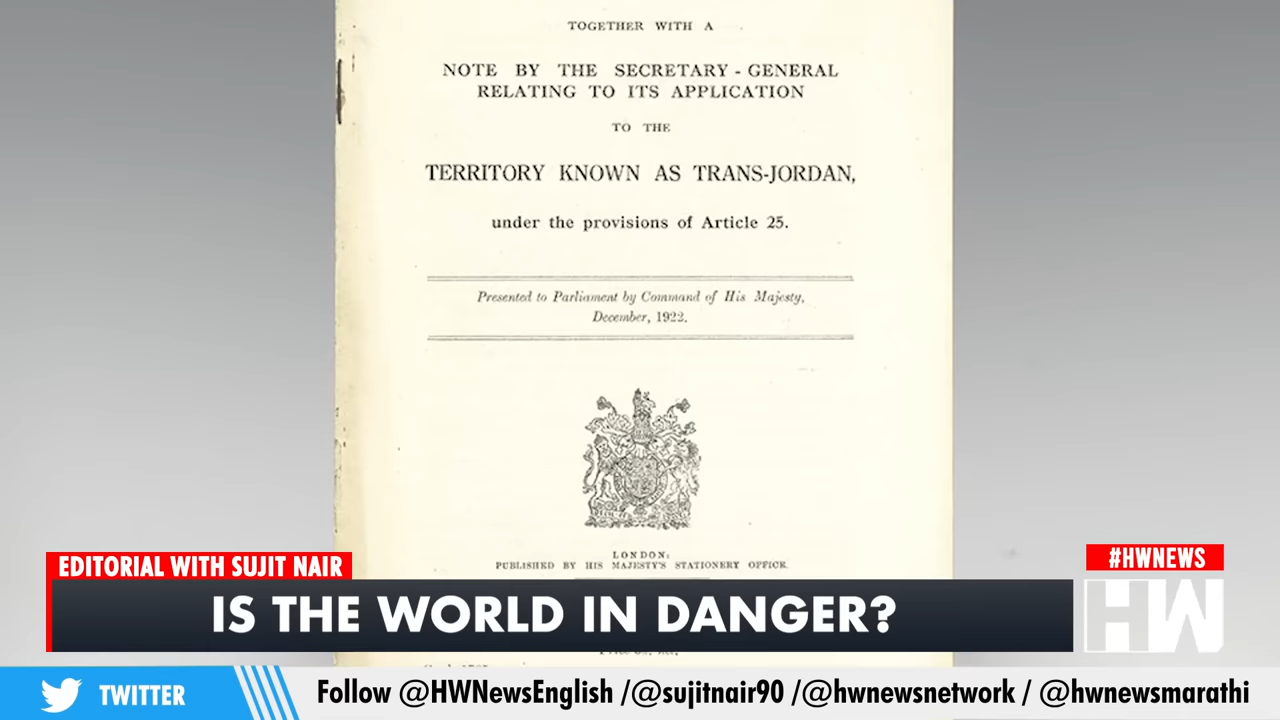 TOGETHER WITH A
NOTE BY THE SECRETARY-GENERAL
RELATING TO ITS APPLICATION
TO THE
TERRITORY KNOWN AS TRANS-JORDAN,
under the provisions of Article 25.
Presented to Parliament by Command of His Majesty,
December, 1922.
LONDON:
PUBLISHED BY HIS MAJESTY'S STATIONERY OFFICE.
EDITORIAL WITH SUJIT NAIR
#HWNEWS
IS THE WORLD IN DANGER?
HW
TWITTER
Follow @HWNewsEnglish /@sujitnair90 /@hwnewsnetwork / @hwnewsmarathi